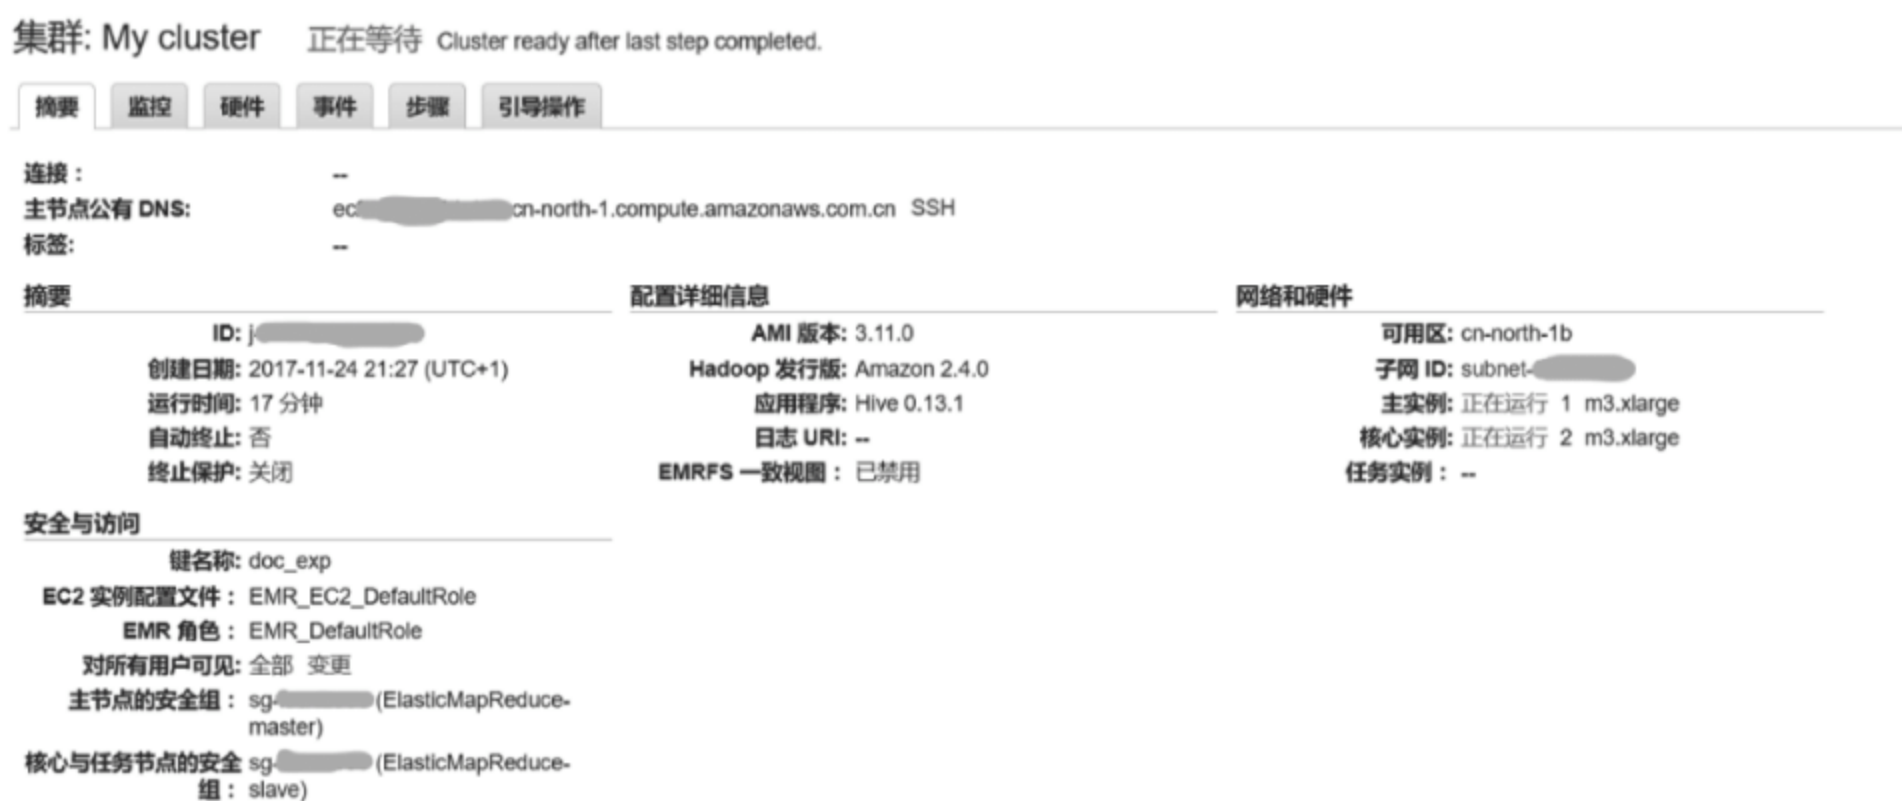 集群: My cluster 正在等待 Cluster ready after last step completed.
摘要 监控 硬件 事件 步骤 引导操作
连接： --
主节点公有 DNS: ec cn-north-1.compute.amazonaws.com.cn SSH
标签: --
摘要
ID: j-
创建日期: 2017-11-24 21:27 (UTC+1)
运行时间: 17 分钟
自动终止: 否
终止保护: 关闭
配置详细信息
AMI 版本: 3.11.0
Hadoop 发行版: Amazon 2.4.0
应用程序: Hive 0.13.1
日志 URI: --
EMRFS 一致视图： 已禁用
网络和硬件
可用区: cn-north-1b
子网 ID: subnet-
主实例: 正在运行 1 m3.xlarge
核心实例: 正在运行 2 m3.xlarge
任务实例： --
安全与访问
键名称: doc_exp
EC2 实例配置文件： EMR_EC2_DefaultRole
EMR 角色： EMR_DefaultRole
对所有用户可见: 全部 变更
主节点的安全组： sg- (ElasticMapReduce-
master)
核心与任务节点的安全 sg- (ElasticMapReduce-
组： slave)